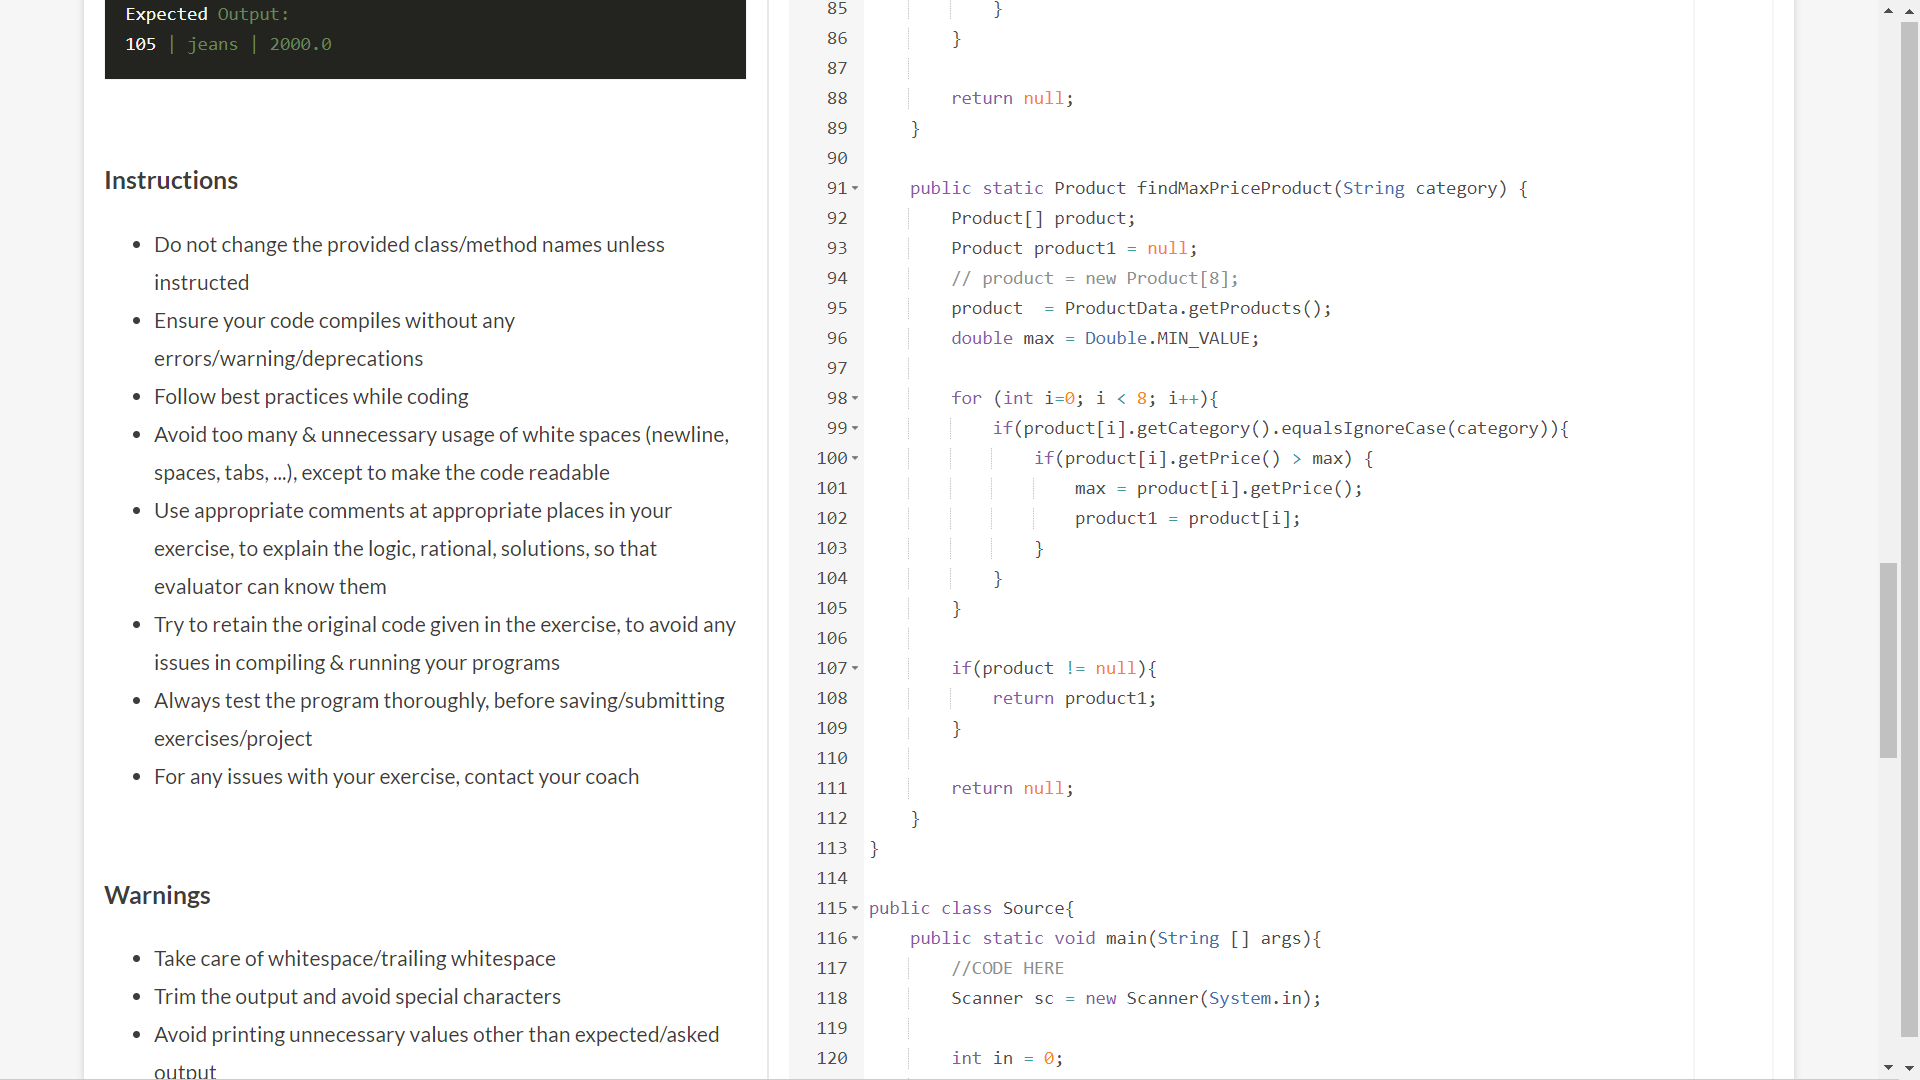 Expected Output:
105 | jeans | 2000.0
Instructions
• Do not change the provided class/method names unless
instructed
• Ensure your code compiles without any
errors/warning/deprecations
• Follow best practices while coding
• Avoid too many & unnecessary usage of white spaces (newline,
spaces, tabs, ...), except to make the code readable
• Use appropriate comments at appropriate places in your
exercise, to explain the logic, rational, solutions, so that
evaluator can know them
• Try to retain the original code given in the exercise, to avoid any
issues in compiling & running your programs
• Always test the program thoroughly, before saving/submitting
exercises/project
• For any issues with your exercise, contact your coach
Warnings
• Take care of whitespace/trailing whitespace
• Trim the output and avoid special characters
• Avoid printing unnecessary values other than expected/asked
output
85             }
86         }
87
88         return null;
89     }
90
91     public static Product findMaxPriceProduct(String category) {
92         Product[] product;
93         Product product1 = null;
94         // product = new Product[8];
95         product  = ProductData.getProducts();
96         double max = Double.MIN_VALUE;
97
98         for (int i=0; i < 8; i++){
99             if(product[i].getCategory().equalsIgnoreCase(category)){
100                 if(product[i].getPrice() > max) {
101                     max = product[i].getPrice();
102                     product1 = product[i];
103                 }
104             }
105         }
106
107         if(product != null){
108             return product1;
109         }
110
111         return null;
112     }
113 }
114
115 public class Source{
116     public static void main(String [] args){
117         //CODE HERE
118         Scanner sc = new Scanner(System.in);
119
120         int in = 0;